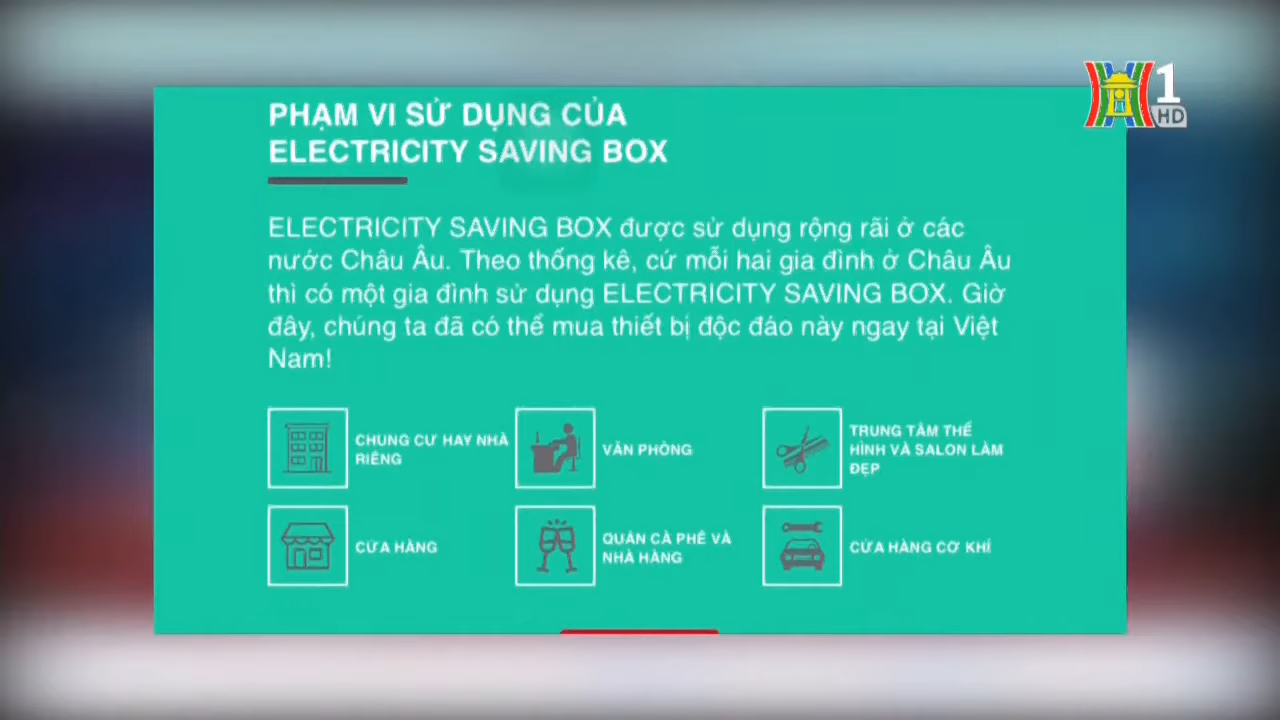 1
HD
PHẠM VI SỬ DỤNG CỦA
ELECTRICITY SAVING BOX
ELECTRICITY SAVING BOX được sử dụng rộng rãi ở các
nước Châu Âu. Theo thống kê, cứ mỗi hai gia đình ở Châu Âu
thì có một gia đình sử dụng ELECTRICITY SAVING BOX. Giờ
đây, chúng ta đã có thể mua thiết bị độc đáo này ngay tại Việt
Nam!
CHUNG CƯ HAY NHÀ
RIÊNG
VĂN PHÒNG
TRUNG TÂM THỂ
HÌNH VÀ SALON LÀM
ĐẸP
CỬA HÀNG
QUÁN CÀ PHÊ VÀ
NHÀ HÀNG
CỬA HÀNG CƠ KHÍ